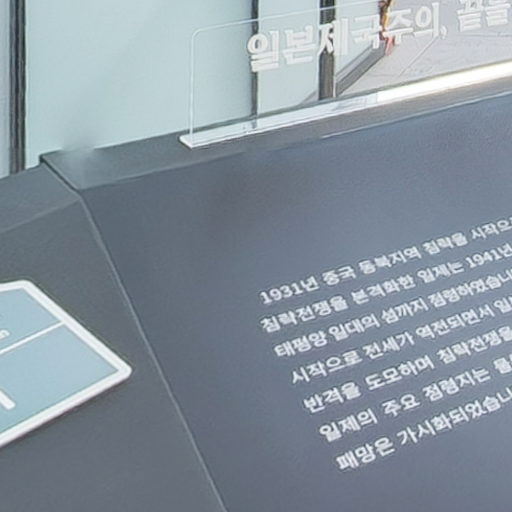 일본제국주의, 끝을
1931년 중국 동북지역 침략을 시작으로
침략전쟁을 본격화한 일제는 1941년
태평양 일대의 섬까지 점령하였습니
시작으로 전세가 역전되면서 일
반격을 도모하며 침략전쟁을
일제의 주요 점령지는 물
패망은 가시화되었습니